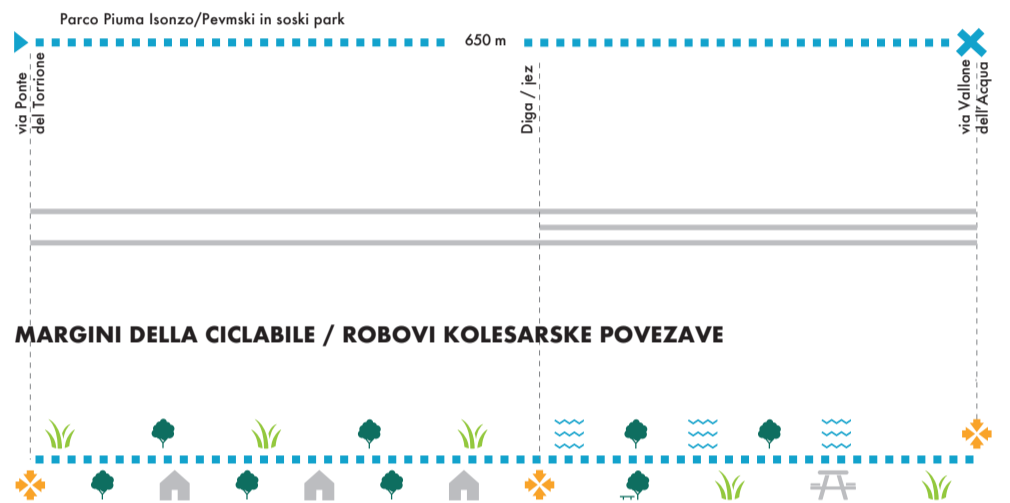 Parco Piuma Isonzo/Pevmski in soski park
650 m
via Ponte
del Torrione
Diga / jez
via Vallone
dell'Acqua
MARGINI DELLA CICLABILE / ROBOVI KOLESARSKE POVEZAVE